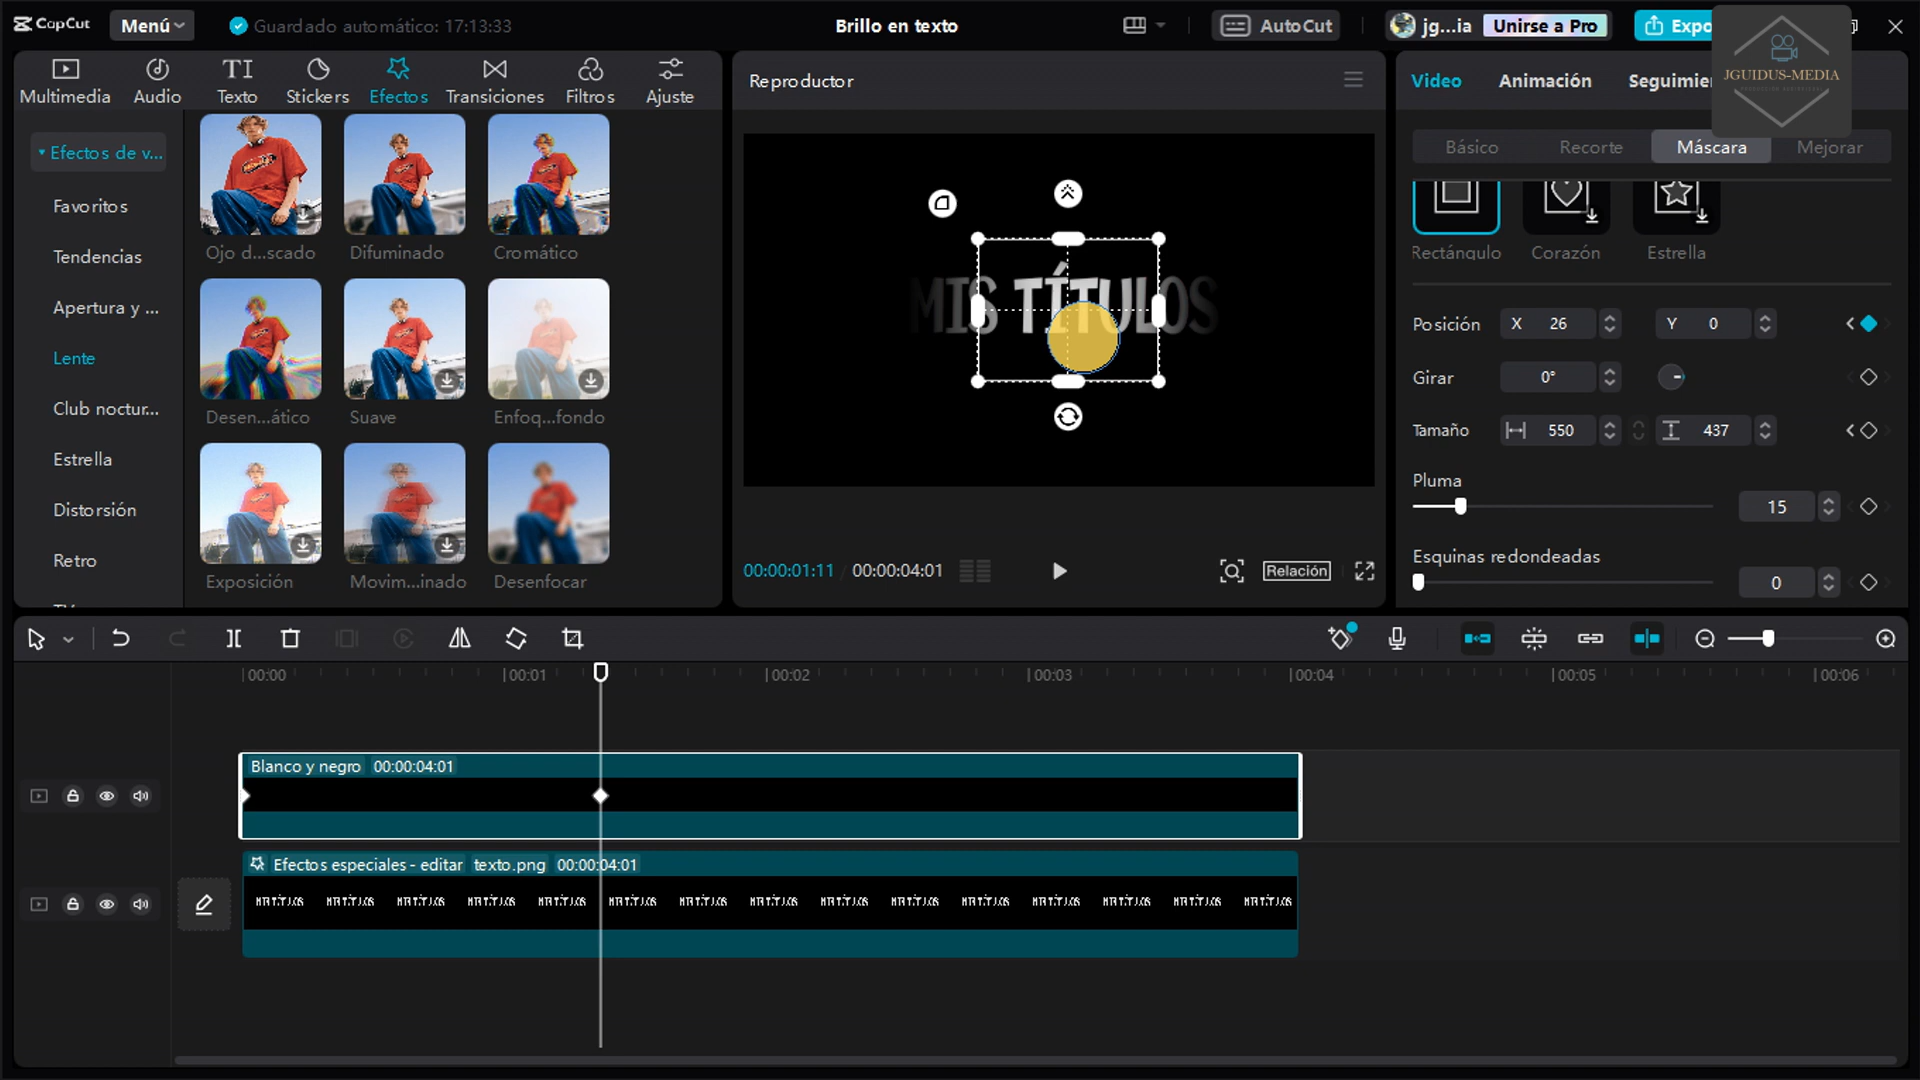 CapCut
Menú
Guardado automático: 17:13:33
Brillo en texto
AutoCut
jg...ia
Unirse a Pro
Expo
JGUIDUS-MEDIA
Multimedia
Audio
Texto
Stickers
Efectos
Transiciones
Filtros
Ajuste
Reproductor
Video
Animación
Seguimie
Básico
Recorte
Máscara
Mejorar
Efectos de v...
Favoritos
Tendencias
Apertura y ...
Lente
Club noctur...
Estrella
Distorsión
Retro
Ojo d...scado
Difuminado
Cromático
Desen...ático
Suave
Enfoq...fondo
Exposición
Movim...inado
Desenfocar
MIS TÍTULOS
00:00:01:11 / 00:00:04:01
Relación
Rectángulo
Corazón
Estrella
Posición X 26 Y 0
Girar 0°
Tamaño 550 437
Pluma
15
Esquinas redondeadas
0
00:00
00:01
00:02
00:03
00:04
00:05
00:06
Blanco y negro 00:00:04:01
Efectos especiales - editar texto.png 00:00:04:01